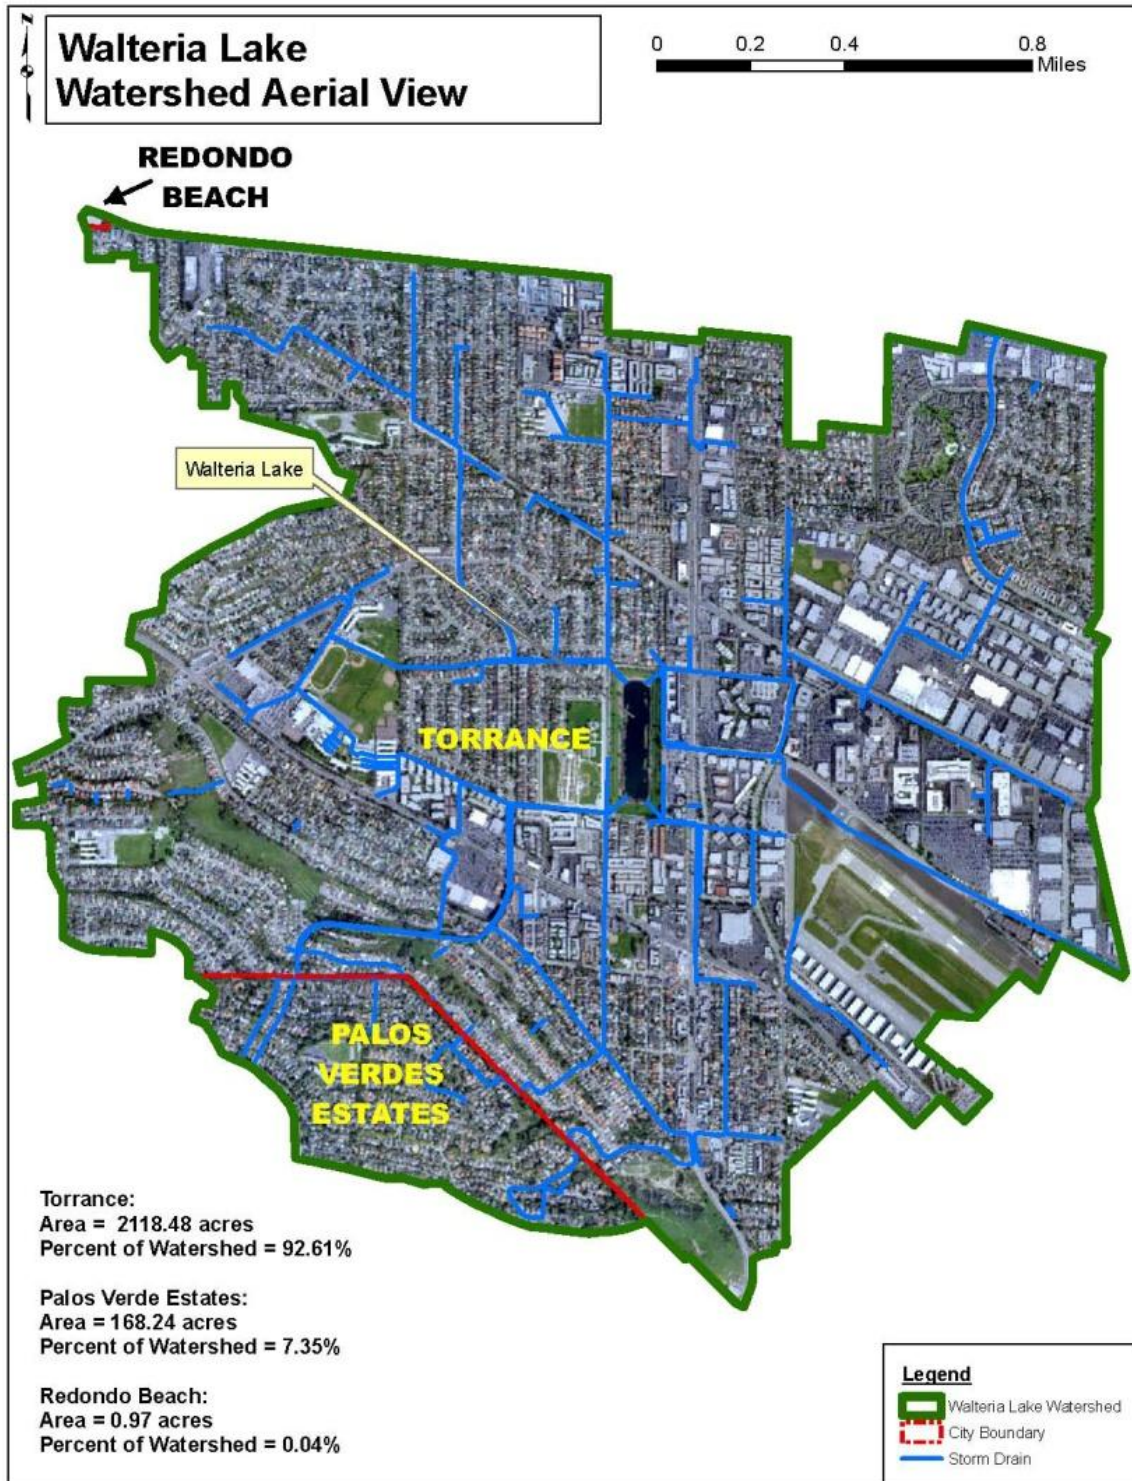 N
Walteria Lake
Watershed Aerial View
0 0.2 0.4 0.8
Miles
REDONDO
BEACH
Walteria Lake
TORRANCE
PALOS
VERDES
ESTATES
Torrance:
Area = 2118.48 acres
Percent of Watershed = 92.61%
Palos Verde Estates:
Area = 168.24 acres
Percent of Watershed = 7.35%
Redondo Beach:
Area = 0.97 acres
Percent of Watershed = 0.04%
Legend
Walteria Lake Watershed
City Boundary
Storm Drain